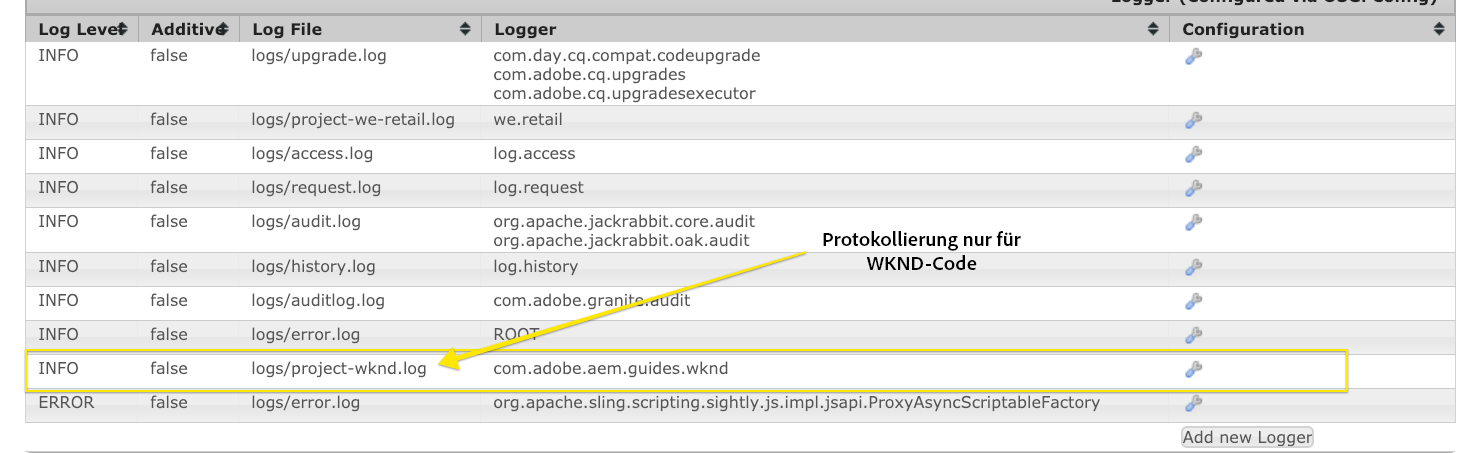 Logger (Configured via OSGi Config)
Log Level Additive Log File Logger Configuration
INFO false logs/upgrade.log com.day.cq.compat.codeupgrade
com.adobe.cq.upgrades
com.adobe.cq.upgradesexecutor
INFO false logs/project-we-retail.log we.retail
INFO false logs/access.log log.access
INFO false logs/request.log log.request
INFO false logs/audit.log org.apache.jackrabbit.core.audit
org.apache.jackrabbit.oak.audit
Protokollierung nur für
WKND-Code
INFO false logs/history.log log.history
INFO false logs/auditlog.log com.adobe.granite.audit
INFO false logs/error.log ROOT
INFO false logs/project-wknd.log com.adobe.aem.guides.wknd
ERROR false logs/error.log org.apache.sling.scripting.sightly.js.impl.jsapi.ProxyAsyncScriptableFactory
Add new Logger